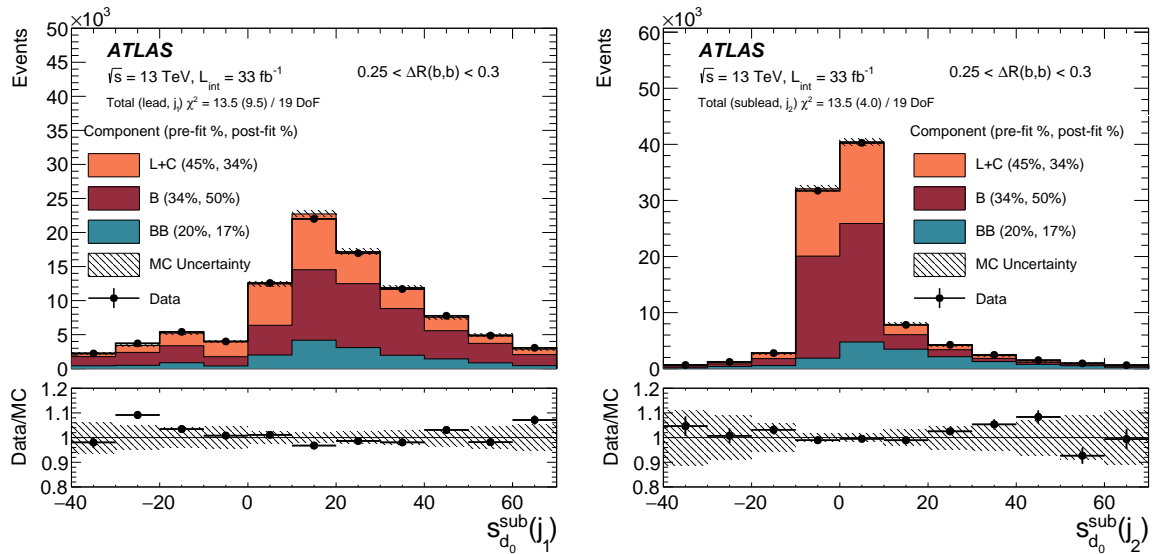 ×10³
50
45
40
35
30
25
20
15
10
5
0
Events
ATLAS
√s = 13 TeV, L_int = 33 fb⁻¹
0.25 < ΔR(b,b) < 0.3
Total (lead, j₁) χ² = 13.5 (9.5) / 19 DoF
Component (pre-fit %, post-fit %)
L+C (45%, 34%)
B (34%, 50%)
BB (20%, 17%)
MC Uncertainty
Data
1.2
1.1
1
0.9
0.8
Data/MC
−40 −20 0 20 40 60
s_{d₀}^{sub}(j₁)
×10³
60
50
40
30
20
10
0
Events
ATLAS
√s = 13 TeV, L_int = 33 fb⁻¹
0.25 < ΔR(b,b) < 0.3
Total (sublead, j₂) χ² = 13.5 (4.0) / 19 DoF
Component (pre-fit %, post-fit %)
L+C (45%, 34%)
B (34%, 50%)
BB (20%, 17%)
MC Uncertainty
Data
1.2
1.1
1
0.9
0.8
Data/MC
−40 −20 0 20 40 60
s_{d₀}^{sub}(j₂)